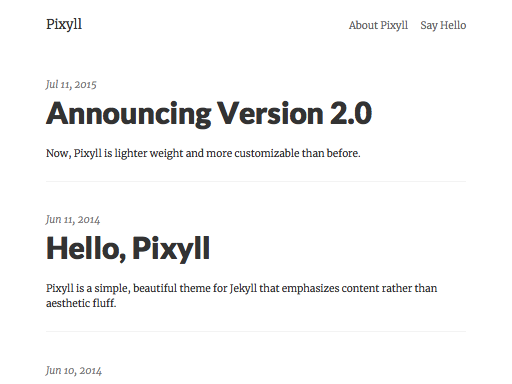 Pixyll
About Pixyll
Say Hello
Jul 11, 2015
Announcing Version 2.0
Now, Pixyll is lighter weight and more customizable than before.
Jun 11, 2014
Hello, Pixyll
Pixyll is a simple, beautiful theme for Jekyll that emphasizes content rather than
aesthetic fluff.
Jun 10, 2014